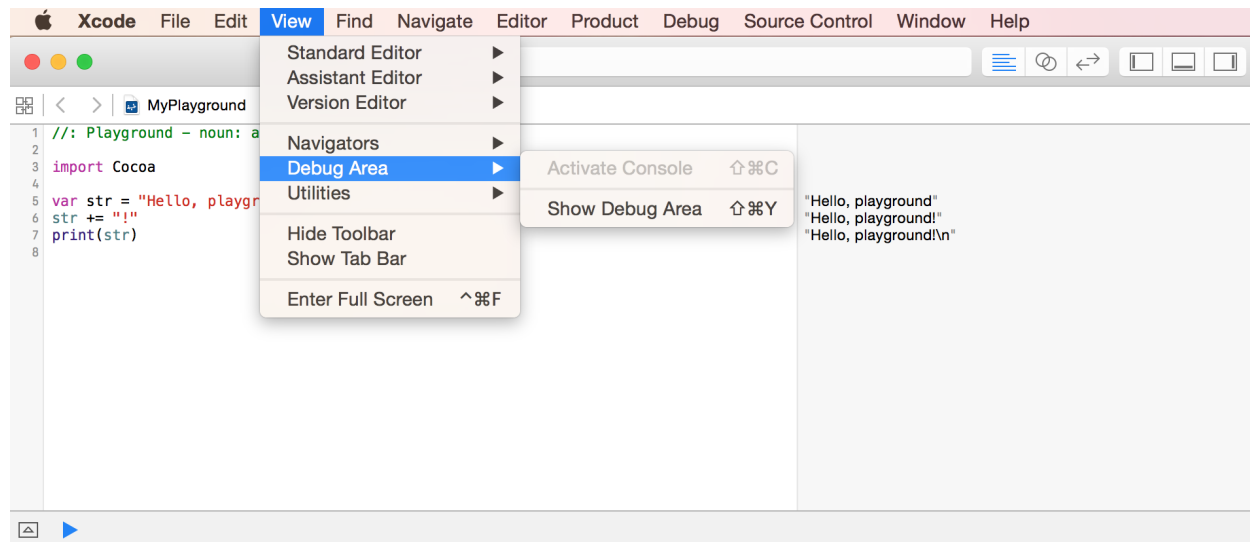 Xcode File Edit View Find Navigate Editor Product Debug Source Control Window Help
Standard Editor
Assistant Editor
Version Editor
Navigators
Debug Area
Utilities
Hide Toolbar
Show Tab Bar
Enter Full Screen ^⌘F
Activate Console ⇧⌘C
Show Debug Area ⇧⌘Y
MyPlayground
1 //: Playground - noun: a
2
3 import Cocoa
4
5 var str = "Hello, playgr
6 str += "!"
7 print(str)
8
"Hello, playground"
"Hello, playground!"
"Hello, playground!\n"